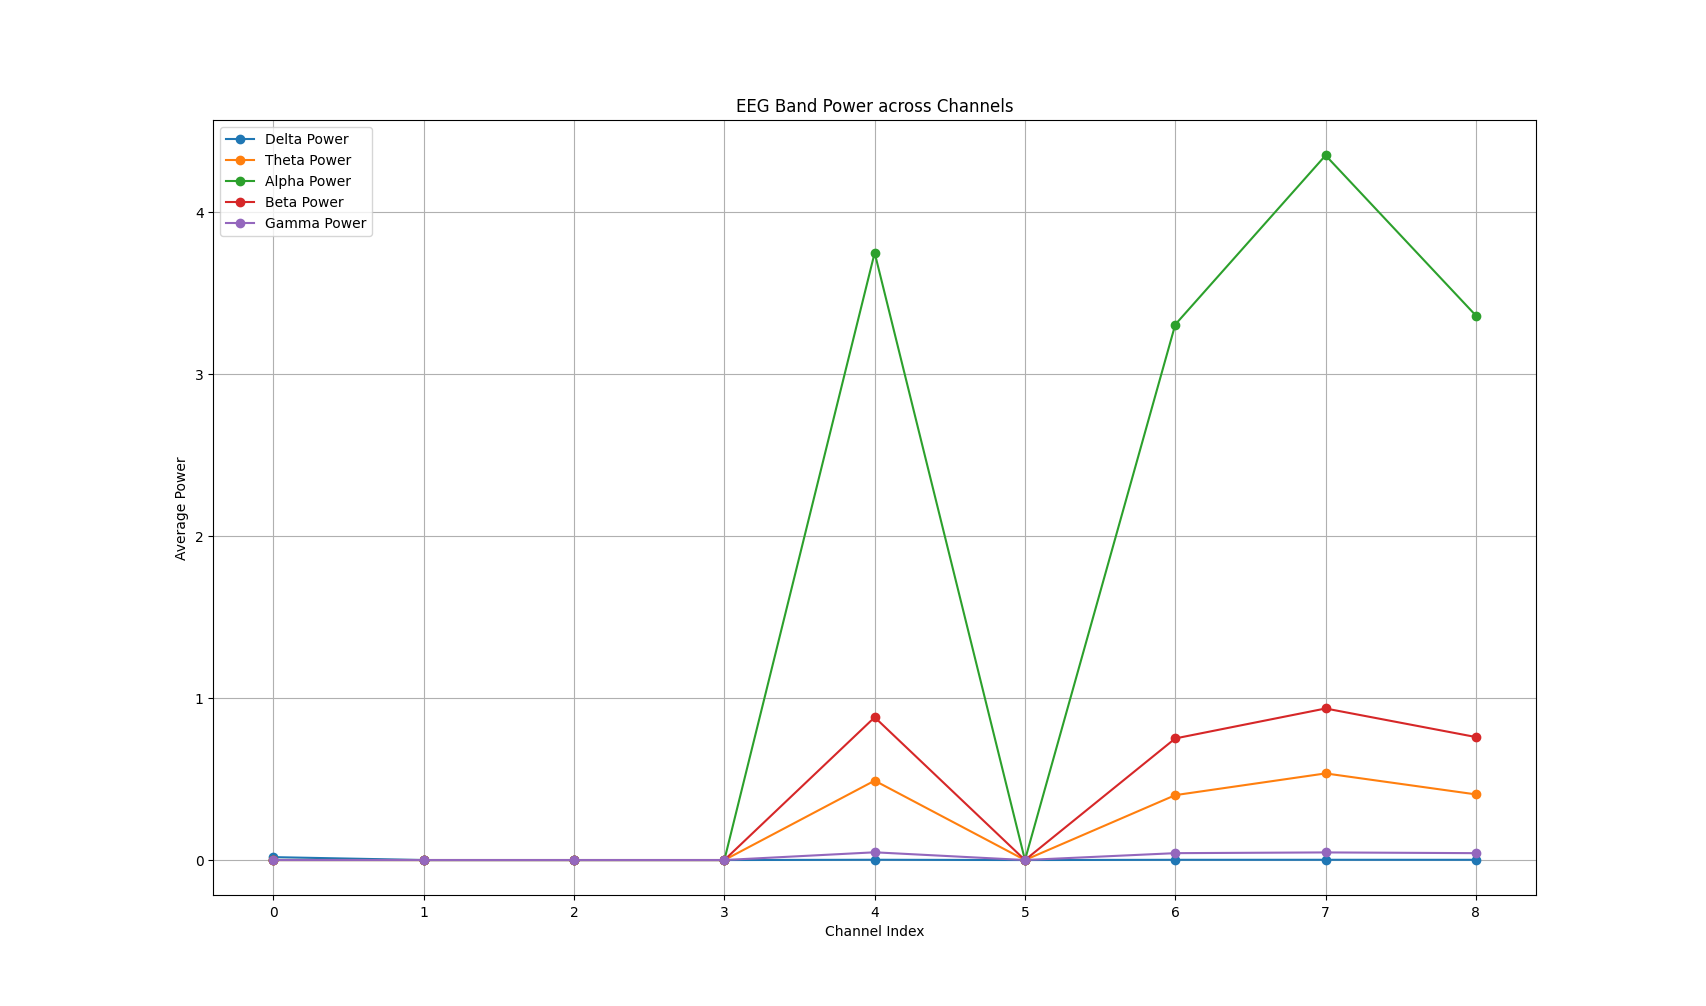 EEG Band Power across Channels
Delta Power
Theta Power
Alpha Power
Beta Power
Gamma Power
4
3
2
1
0
Average Power
0 1 2 3 4 5 6 7 8
Channel Index